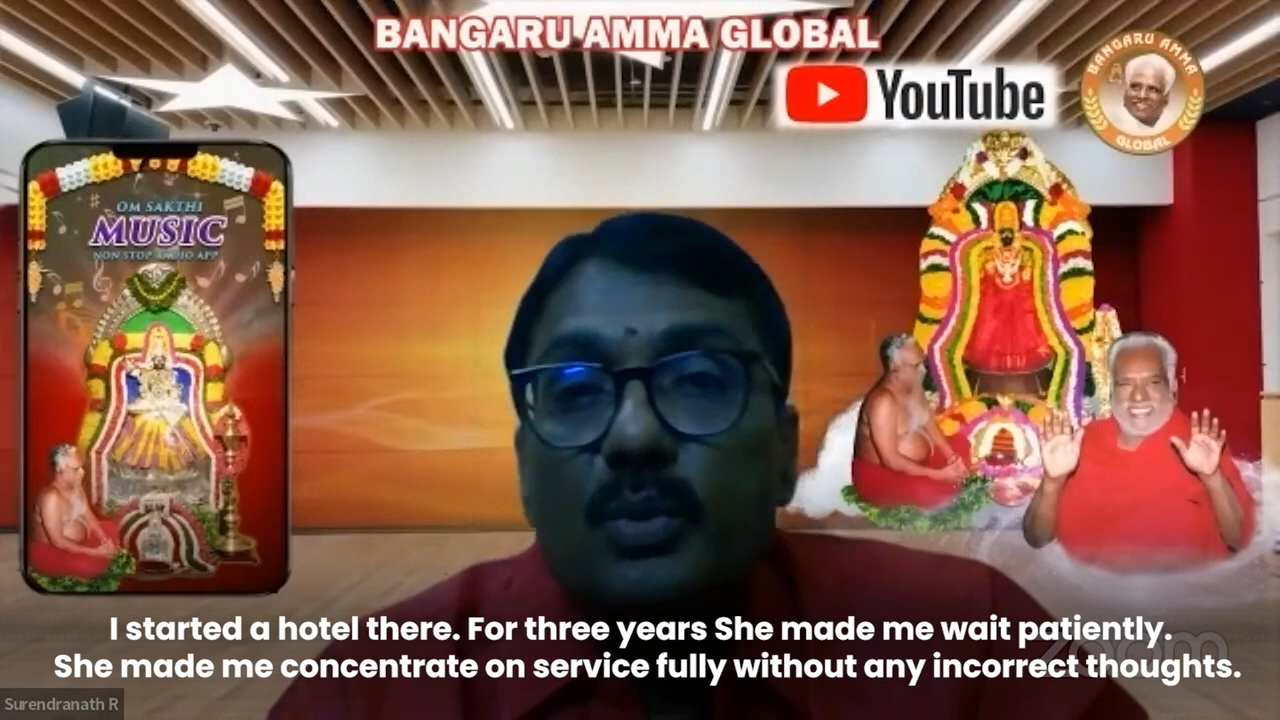 BANGARU AMMA GLOBAL
YouTube
BANGARU AMMA
GLOBAL
OM SAKTHI
MUSIC
NON STOP RADIO APP
I started a hotel there. For three years She made me wait patiently.
She made me concentrate on service fully without any incorrect thoughts.
zoom
Surendranath R